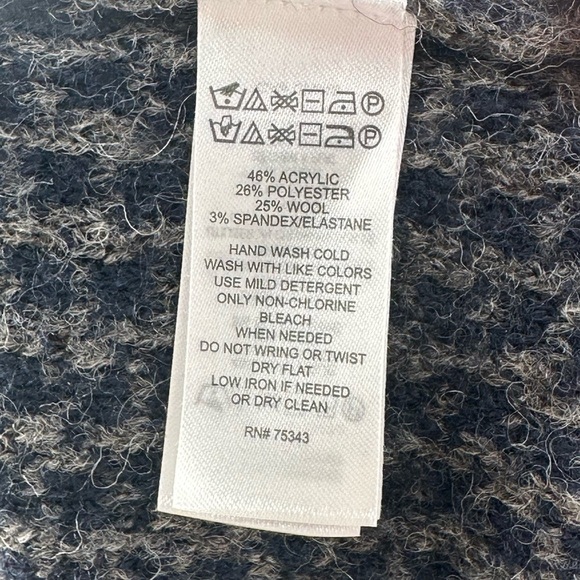 P
P
46% ACRYLIC
26% POLYESTER
25% WOOL
3% SPANDEX/ELASTANE
HAND WASH COLD
WASH WITH LIKE COLORS
USE MILD DETERGENT
ONLY NON-CHLORINE
BLEACH
WHEN NEEDED
DO NOT WRING OR TWIST
DRY FLAT
LOW IRON IF NEEDED
OR DRY CLEAN
RN# 75343